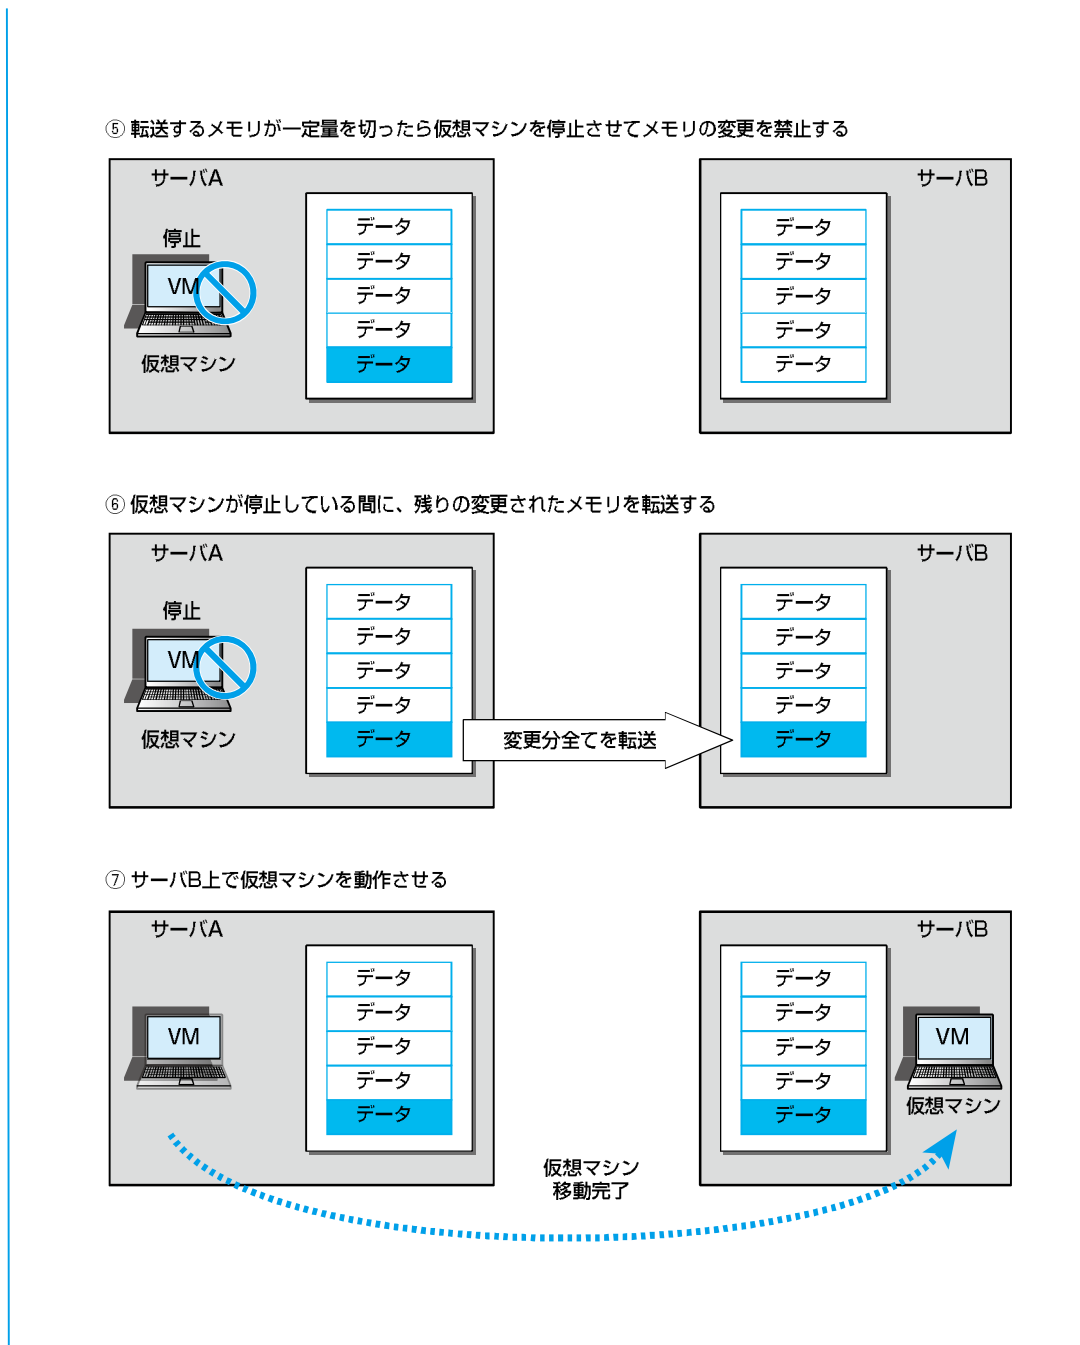 ⑤ 転送するメモリが一定量を切ったら仮想マシンを停止させてメモリの変更を禁止する
サーバA
停止
VM
仮想マシン
データ
データ
データ
データ
データ
サーバB
データ
データ
データ
データ
データ
⑥ 仮想マシンが停止している間に、残りの変更されたメモリを転送する
サーバA
停止
VM
仮想マシン
データ
データ
データ
データ
データ
変更分全てを転送
サーバB
データ
データ
データ
データ
データ
⑦ サーバB上で仮想マシンを動作させる
サーバA
VM
データ
データ
データ
データ
データ
サーバB
データ
データ
データ
データ
データ
VM
仮想マシン
仮想マシン
移動完了